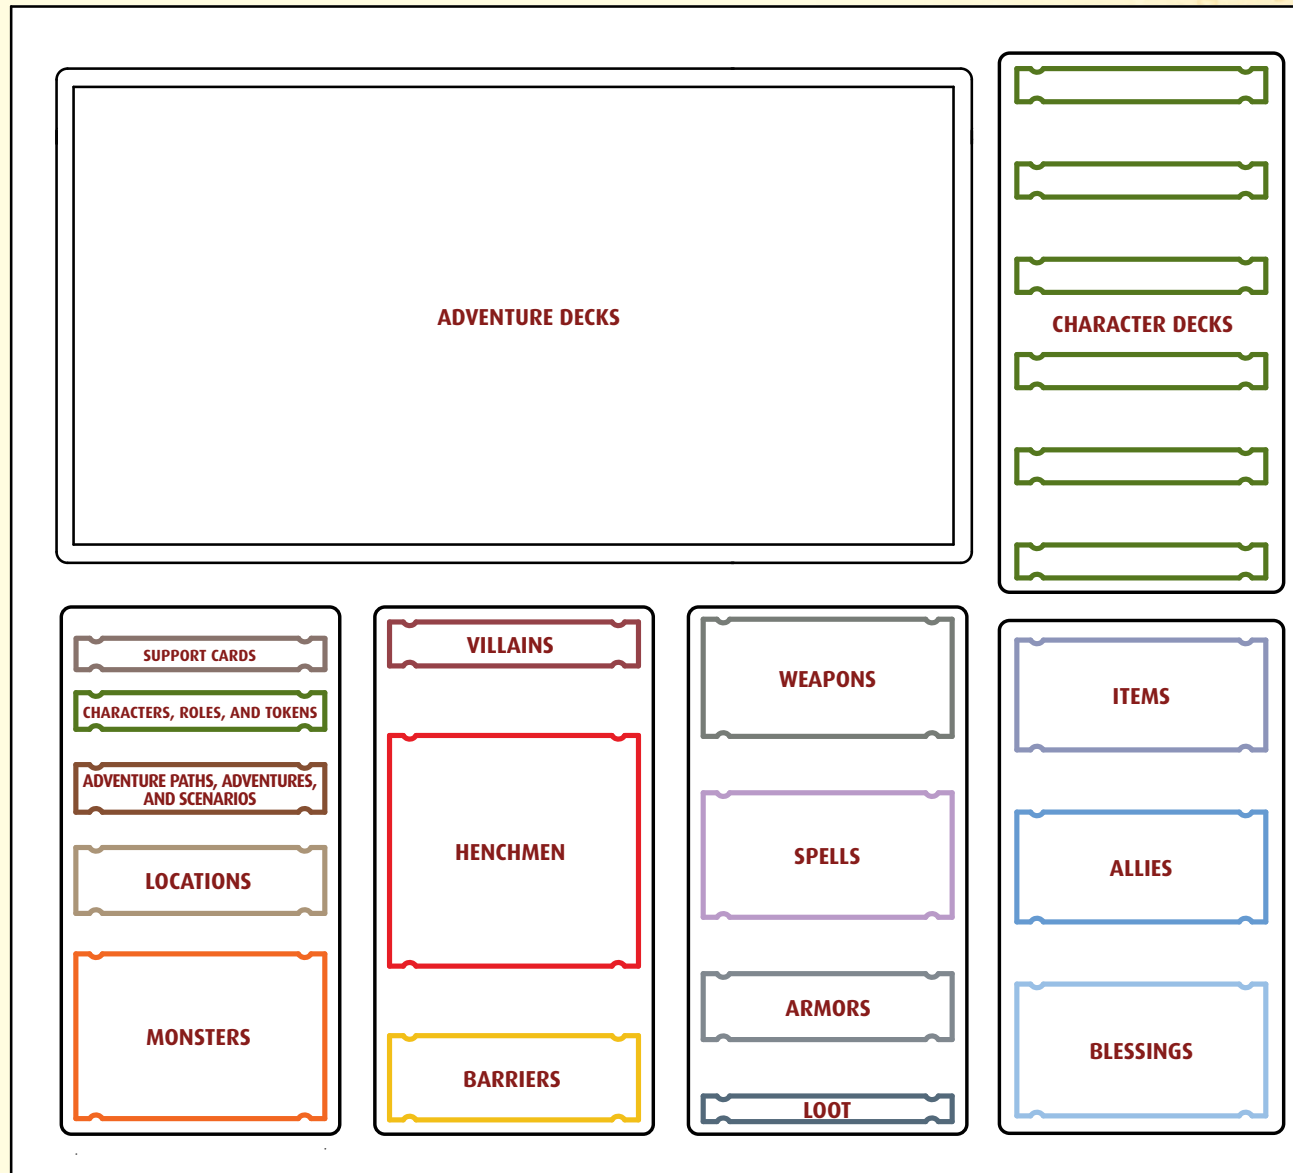 ADVENTURE DECKS
CHARACTER DECKS
SUPPORT CARDS
CHARACTERS, ROLES, AND TOKENS
ADVENTURE PATHS, ADVENTURES,
AND SCENARIOS
LOCATIONS
MONSTERS
VILLAINS
HENCHMEN
BARRIERS
WEAPONS
SPELLS
ARMORS
LOOT
ITEMS
ALLIES
BLESSINGS